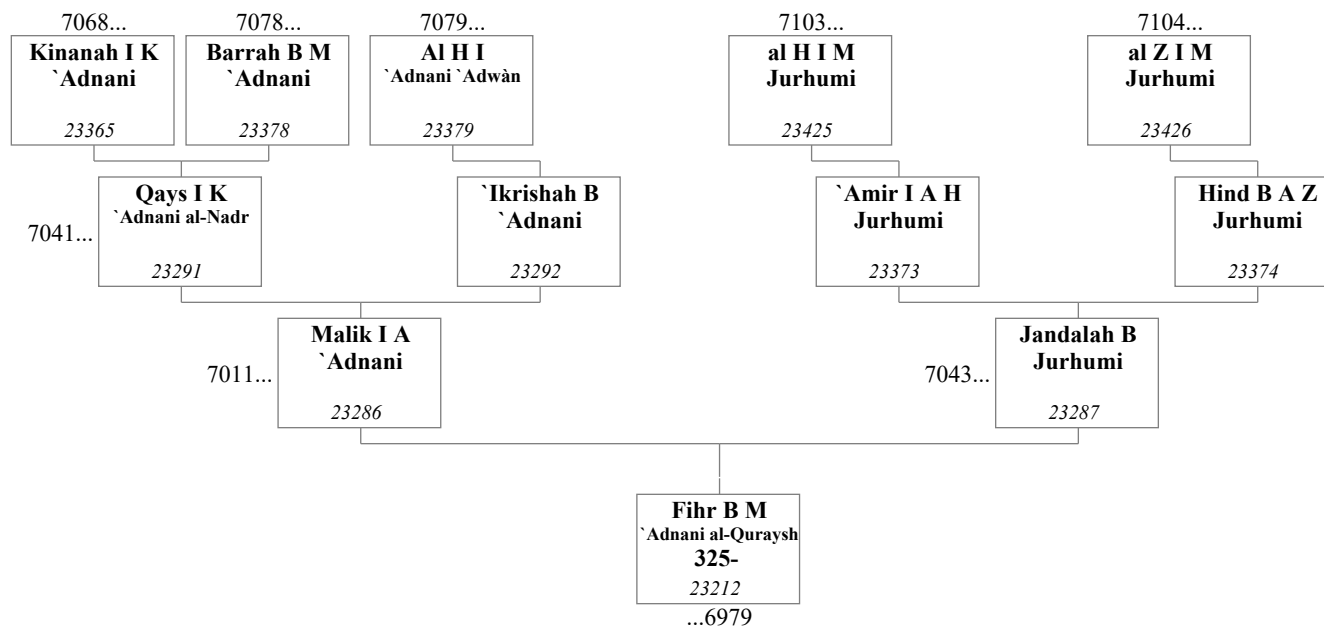 7068...
7078...
7079...
7103...
7104...
Kinanah I K
`Adnani
23365
Barrah B M
`Adnani
23378
Al H I
`Adnani `Adwàn
23379
al H I M
Jurhumi
23425
al Z I M
Jurhumi
23426
7041...
Qays I K
`Adnani al-Nadr
23291
`Ikrishah B
`Adnani
23292
`Amir I A H
Jurhumi
23373
Hind B A Z
Jurhumi
23374
7011...
Malik I A
`Adnani
23286
7043...
Jandalah B
Jurhumi
23287
Fihr B M
`Adnani al-Quraysh
325-
23212
...6979